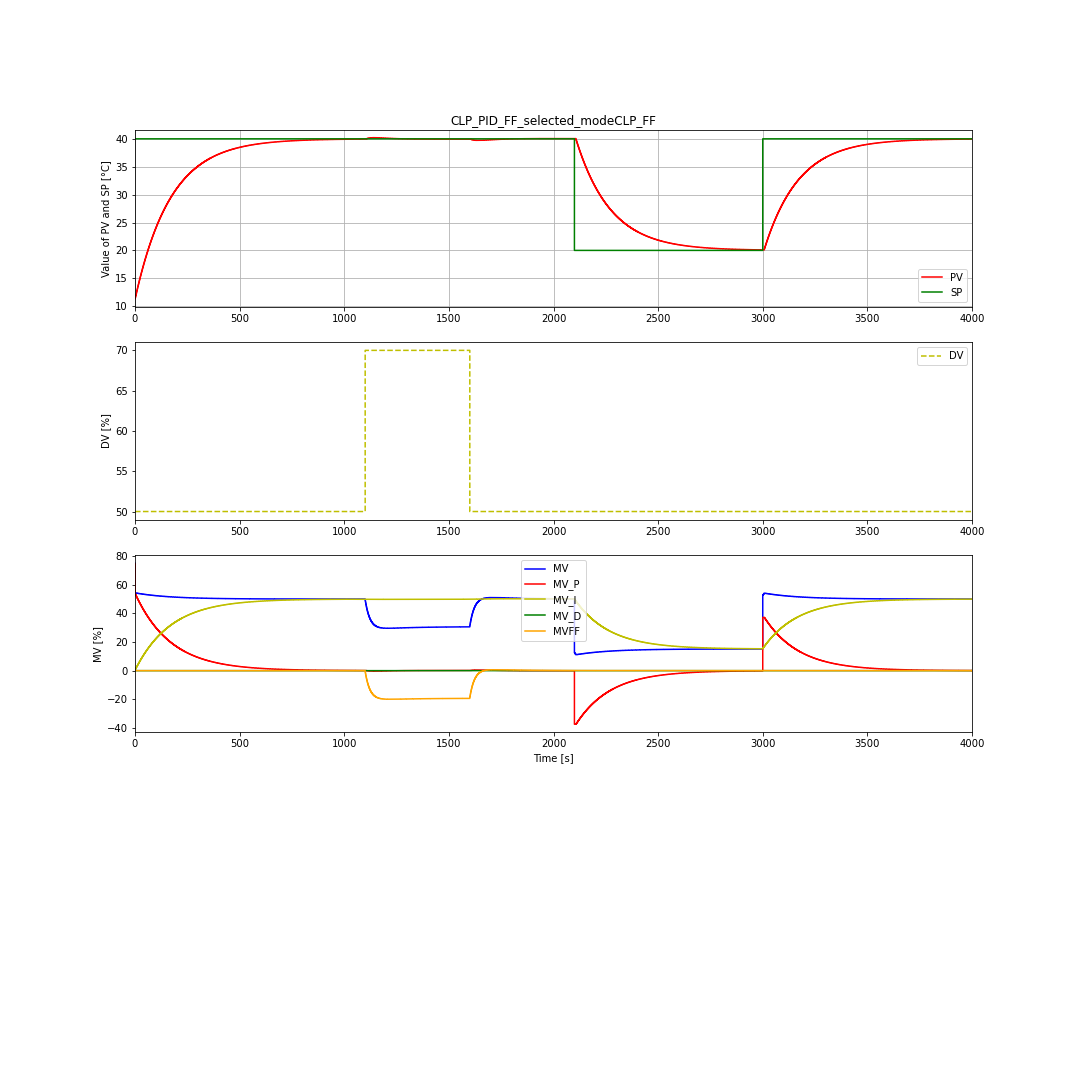 CLP_PID_FF_selected_modeCLP_FF
Value of PV and SP [°C]
40
35
30
25
20
15
10
PV
SP
0 500 1000 1500 2000 2500 3000 3500 4000
DV [%]
70
65
60
55
50
DV
0 500 1000 1500 2000 2500 3000 3500 4000
MV [%]
80
60
40
20
0
−20
−40
MV
MV_P
MV_I
MV_D
MVFF
0 500 1000 1500 2000 2500 3000 3500 4000
Time [s]